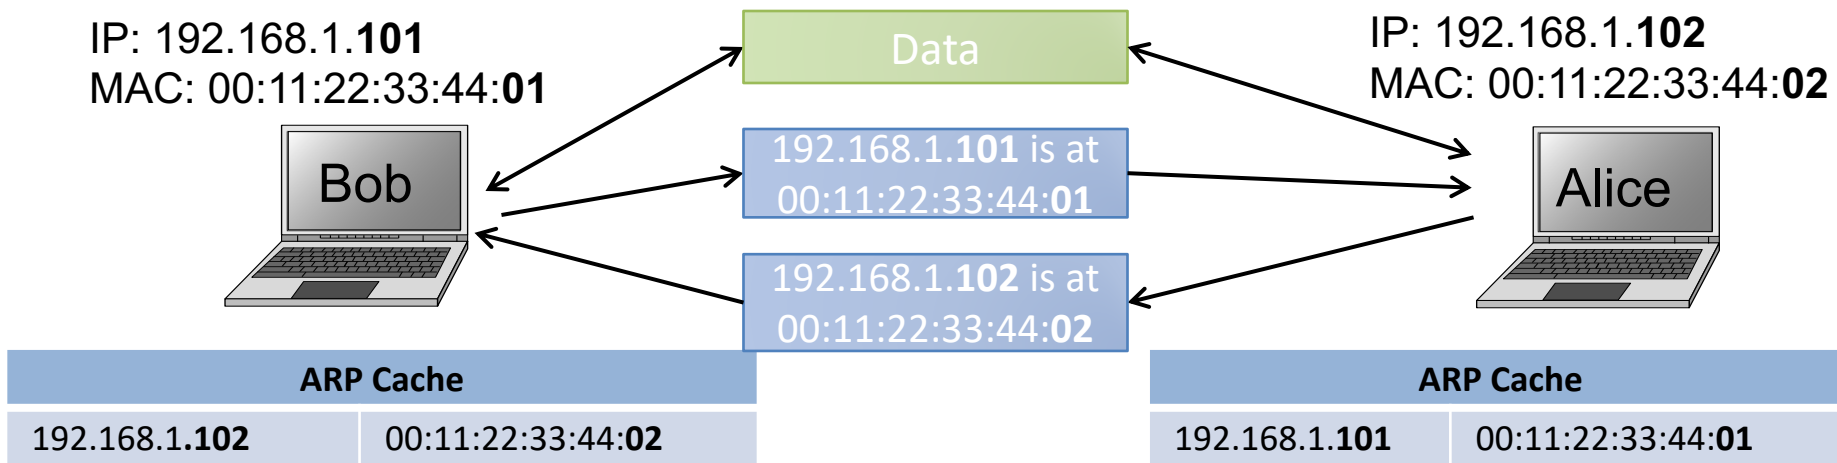 IP: 192.168.1.101
MAC: 00:11:22:33:44:01
Bob
Data
192.168.1.101 is at
00:11:22:33:44:01
192.168.1.102 is at
00:11:22:33:44:02
IP: 192.168.1.102
MAC: 00:11:22:33:44:02
Alice
ARP Cache
192.168.1.102 00:11:22:33:44:02
ARP Cache
192.168.1.101 00:11:22:33:44:01